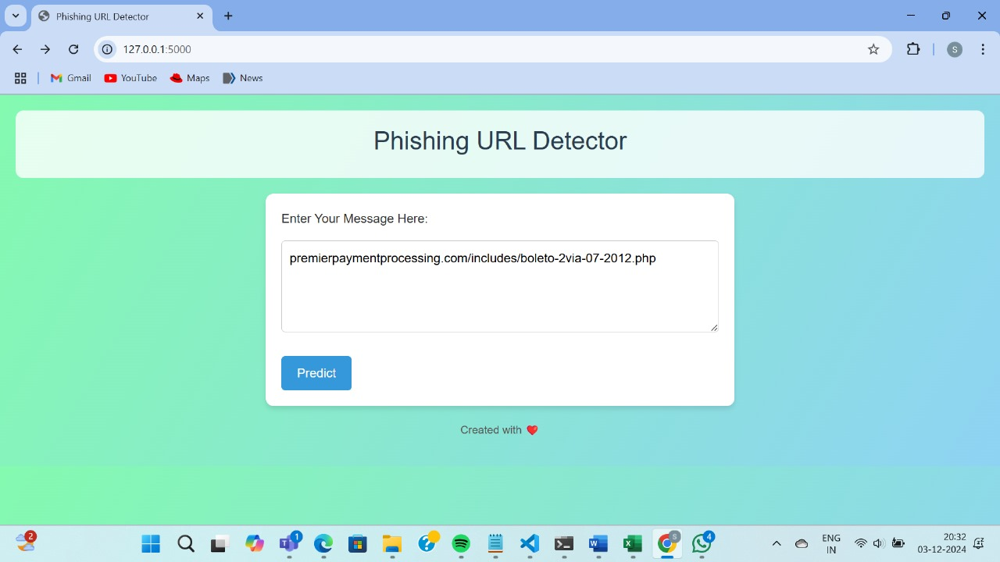 Phishing URL Detector
127.0.0.1:5000
S
Gmail
YouTube
Maps
News
Phishing URL Detector
Enter Your Message Here:
premierpaymentprocessing.com/includes/boleto-2via-07-2012.php
Predict
Created with ❤️
2
1
S
4
ENG
IN
20:32
03-12-2024